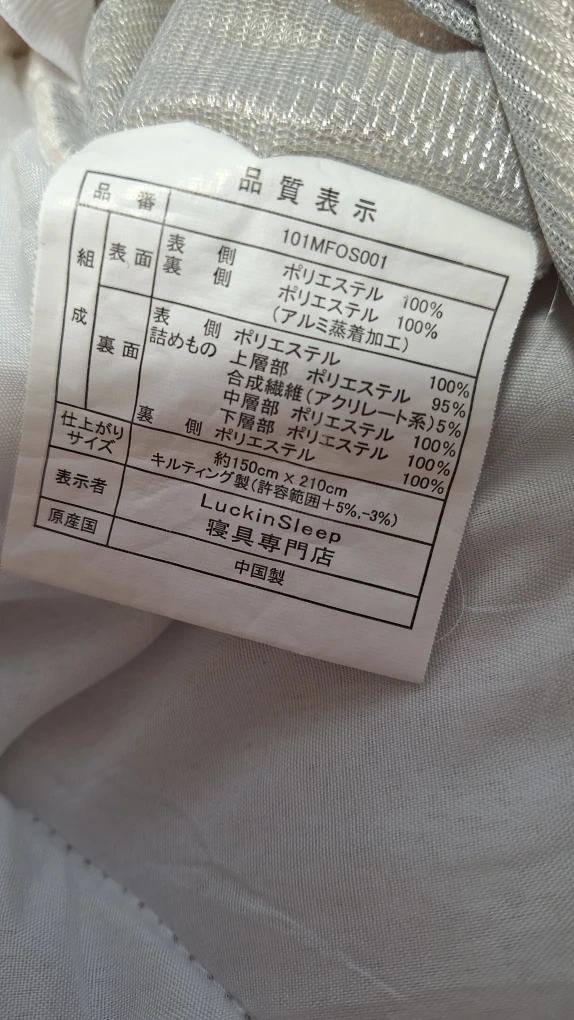 品質表示
品番 101MFOS001
組成 表面 表側 ポリエステル 100%
裏側 ポリエステル 100%
(アルミ蒸着加工)
裏面 表側 ポリエステル 100%
詰めもの 上層部 ポリエステル 95%
合成繊維(アクリレート系)5%
中層部 ポリエステル 100%
下層部 ポリエステル 100%
裏側 ポリエステル 100%
仕上がりサイズ 約150cm×210cm
キルティング製(許容範囲+5%,-3%)
表示者 LuckinSleep
寝具専門店
原産国 中国製